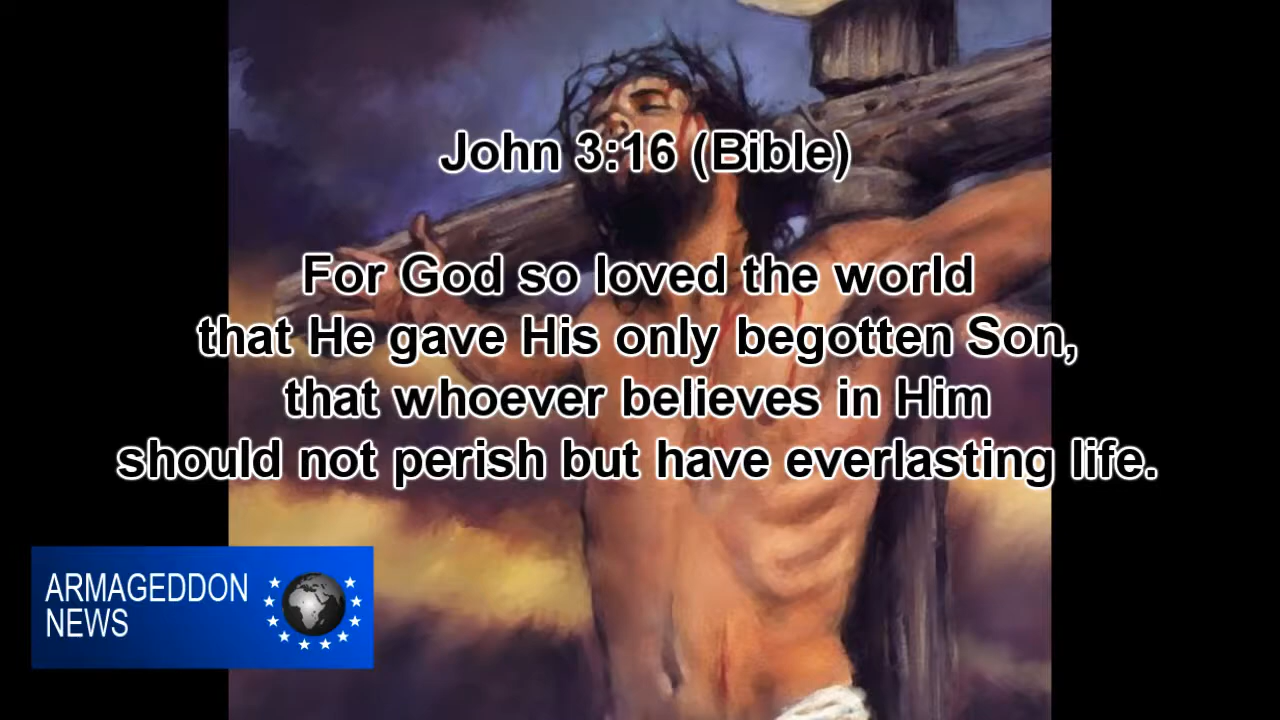 John 3:16 (Bible)
For God so loved the world
that He gave His only begotten Son,
that whoever believes in Him
should not perish but have everlasting life.
ARMAGEDDON
NEWS